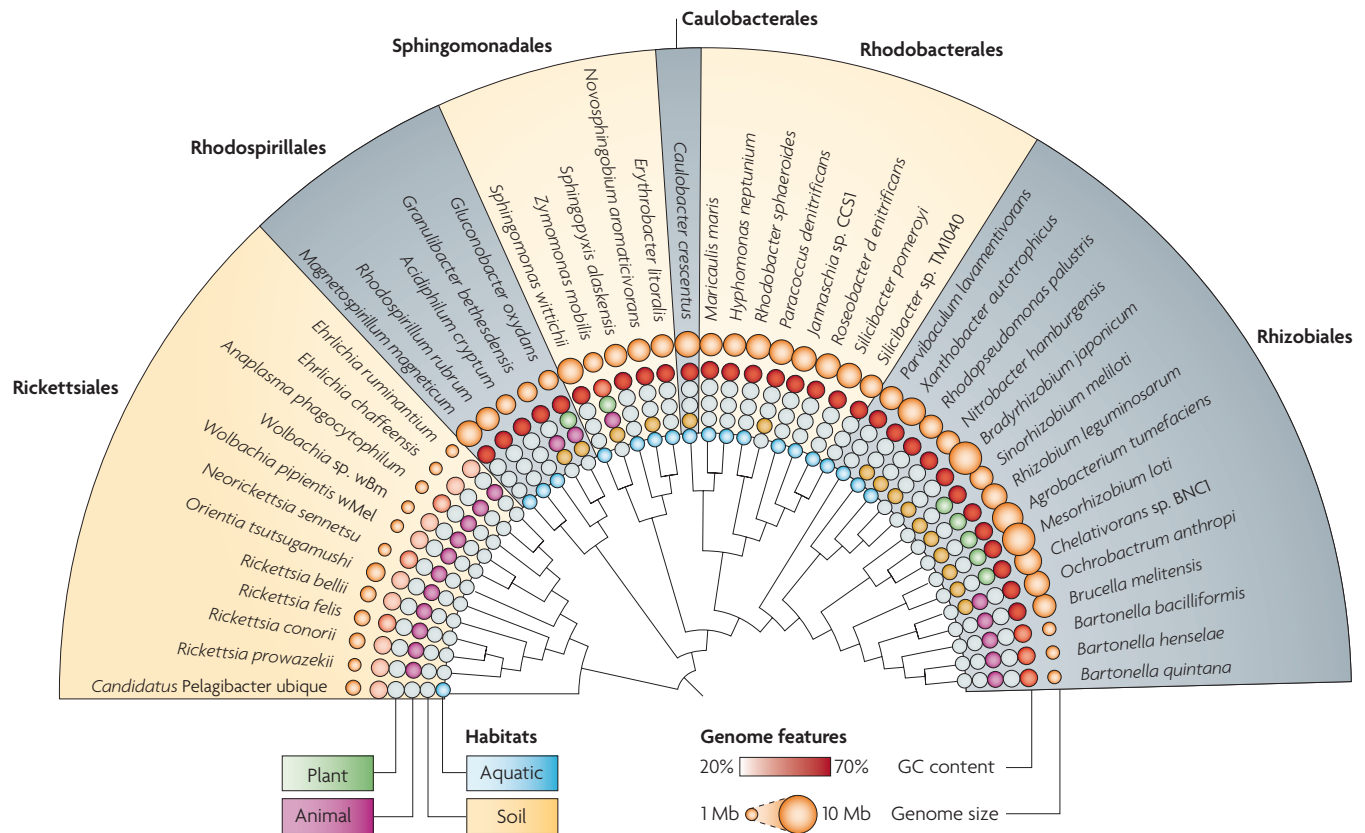 Caulobacterales
Sphingomonadales
Rhodobacterales
Rhodospirillales
Rhizobiales
Rickettsiales
Candidatus Pelagibacter ubique
Rickettsia prowazekii
Rickettsia conorii
Rickettsia felis
Rickettsia bellii
Orientia tsutsugamushi
Neorickettsia sennetsu
Wolbachia pipientis wMel
Wolbachia sp. wBm
Anaplasma phagocytophilum
Ehrlichia chaffeensis
Ehrlichia ruminantium
Magnetospirillum magneticum
Rhodospirillum rubrum
Acidiphilum cryptum
Granulibacter bethesdensis
Gluconobacter oxydans
Sphingomonas wittichii
Zymomonas mobilis
Sphingopyxis alaskensis
Novosphingobium aromaticivorans
Erythrobacter litoralis
Caulobacter crescentus
Maricaulis maris
Hyphomonas neptunium
Rhodobacter sphaeroides
Paracoccus denitrificans
Jannaschia sp. CCS1
Roseobacter d enitrificans
Silicibacter pomeroyi
Silicibacter sp. TM1040
Parvibaculum lavamentivorans
Xanthobacter autotrophicus
Rhodopseudomonas palustris
Nitrobacter hamburgensis
Bradyrhizobium japonicum
Sinorhizobium meliloti
Rhizobium leguminosarum
Agrobacterium tumefaciens
Mesorhizobium loti
Chelativorans sp. BNC1
Ochrobactrum anthropi
Brucella melitensis
Bartonella bacilliformis
Bartonella henselae
Bartonella quintana
Habitats
Plant
Aquatic
Animal
Soil
Genome features
20% 70% GC content
1 Mb 10 Mb Genome size